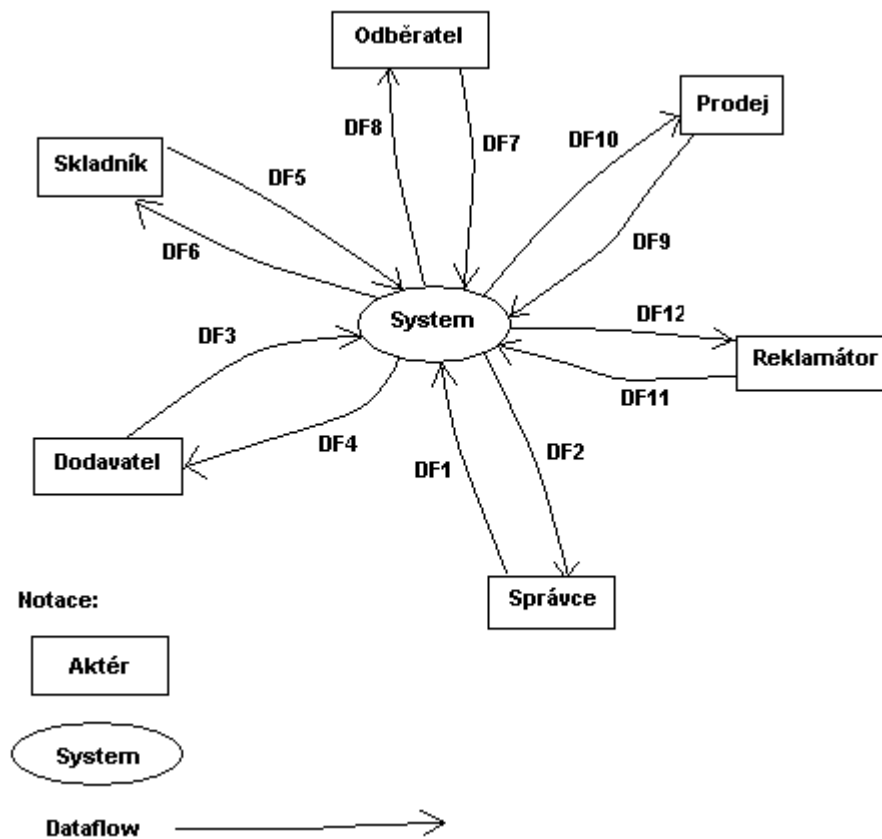 Odběratel
Prodej
DF8
DF7
DF10
Skladník
DF5
DF6
DF9
System
DF12
DF3
Reklamátor
DF11
DF4
Dodavatel
DF1
DF2
Správce
Notace:
Aktér
System
Dataflow